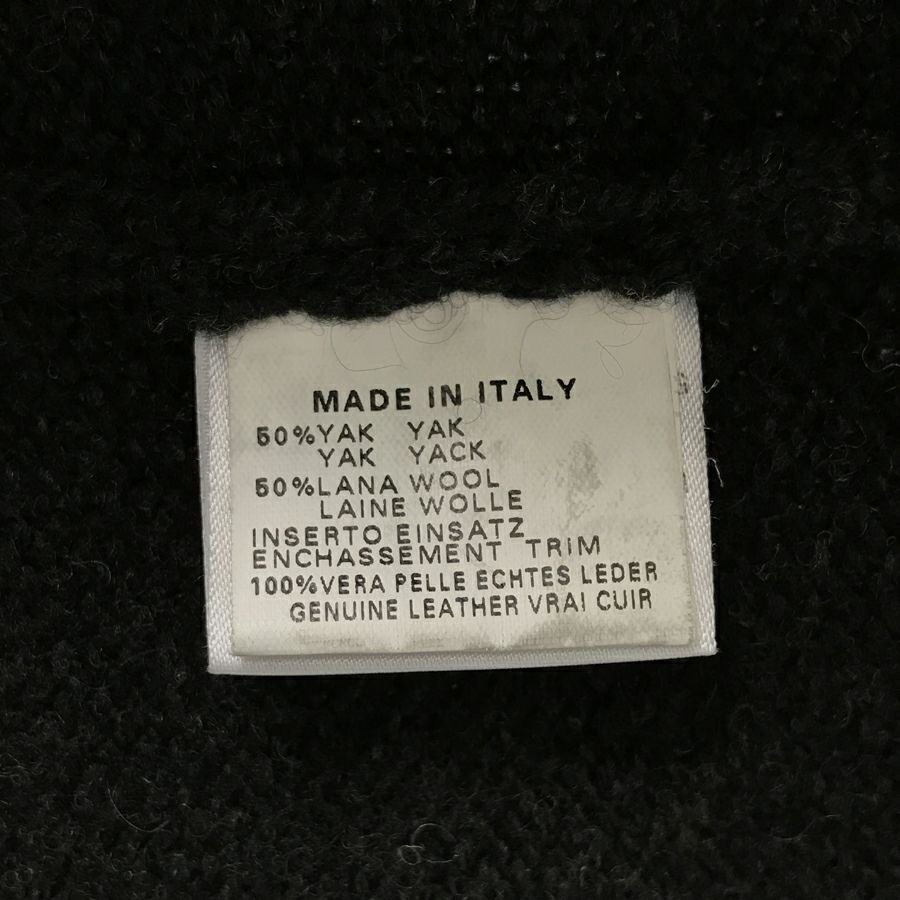 MADE IN ITALY
50%YAK YAK
YAK YACK
50%LANA WOOL
LAINE WOLLE
INSERTO EINSATZ
ENCHASSEMENT TRIM
100%VERA PELLE ECHTES LEDER
GENUINE LEATHER VRAI CUIR